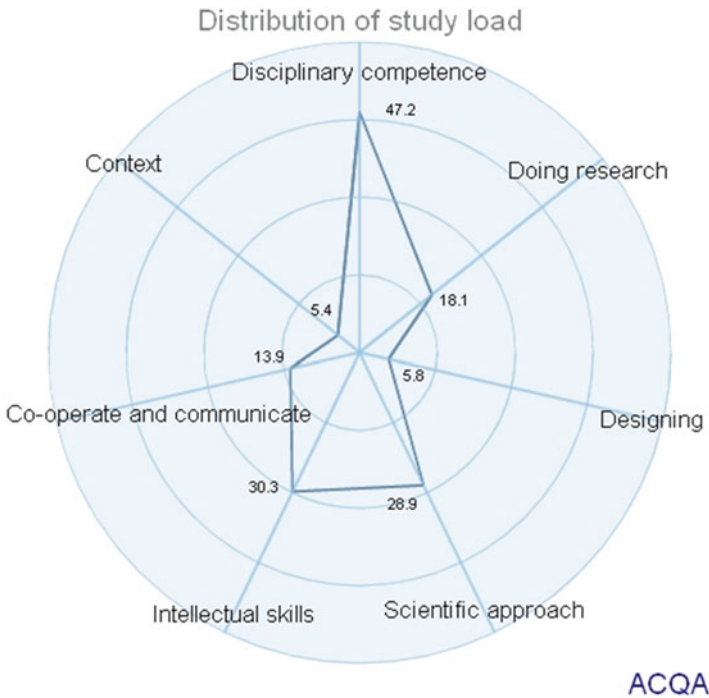 Distribution of study load
Disciplinary competence
47.2
Context
Doing research
5.4
18.1
13.9
5.8
Co-operate and communicate
Designing
30.3
28.9
Intellectual skills
Scientific approach
ACQA